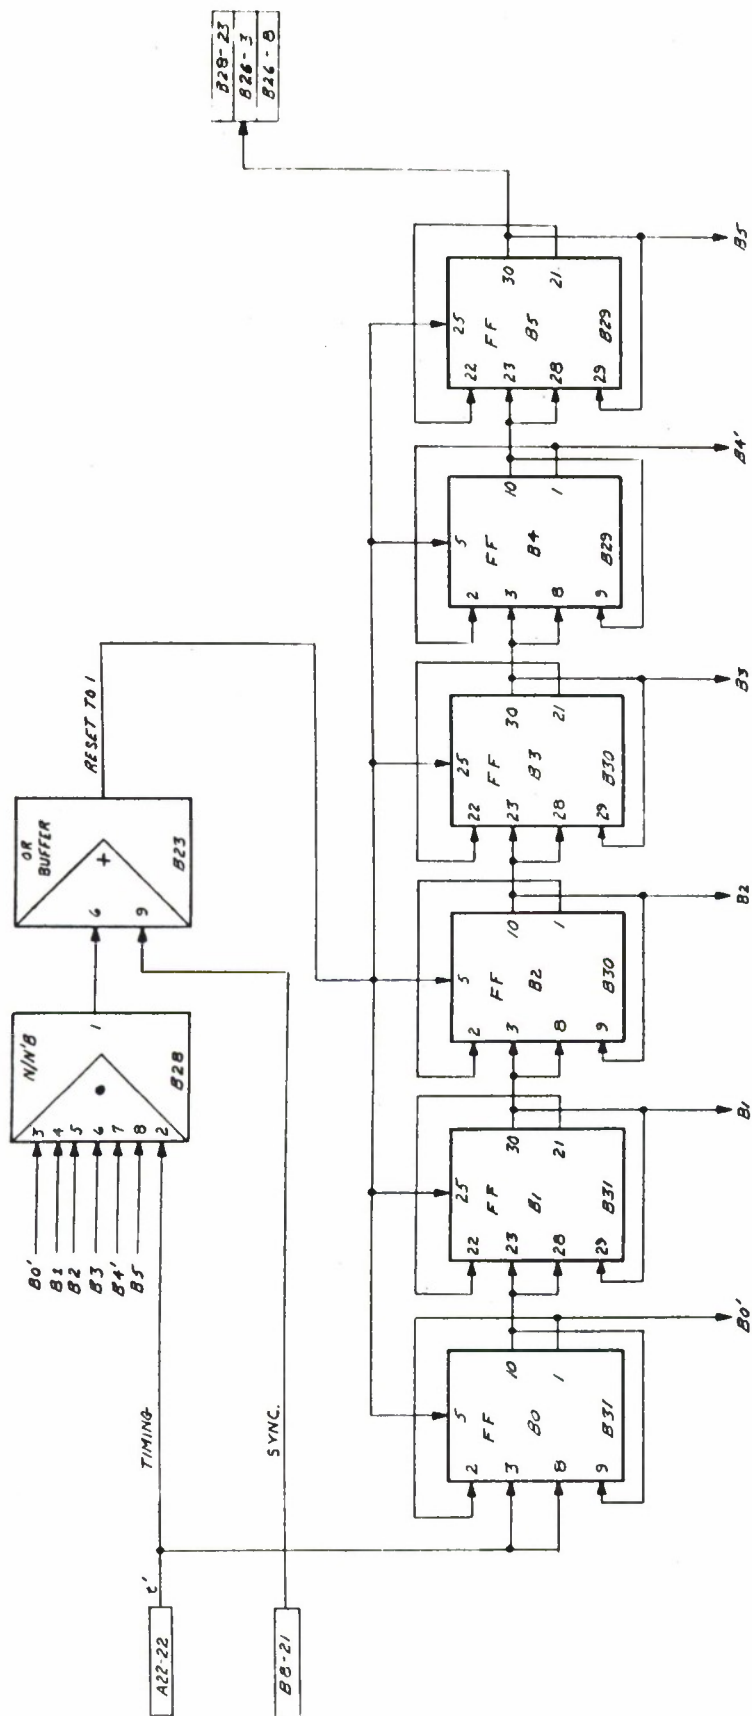 A22-22
t'
TIMING
B0'
B1
B2
B3
B4'
B5
3
4
5
6
7
8
2
N/N'B
1
B28
OR
BUFFER
+
6
9
B23
RESET TO 1
B28-23
B26-3
B26-8
B8-21
SYNC.
5
2
FF
10
3
B0
8
1
9
B31
B0'
25
22
FF
30
23
B1
28
21
29
B31
B1
5
2
FF
10
3
B2
8
1
9
B30
B2
25
22
FF
30
23
B3
28
21
29
B30
B3
5
2
FF
10
3
B4
8
1
9
B29
B4'
25
22
FF
30
23
B5
28
21
29
B29
B5